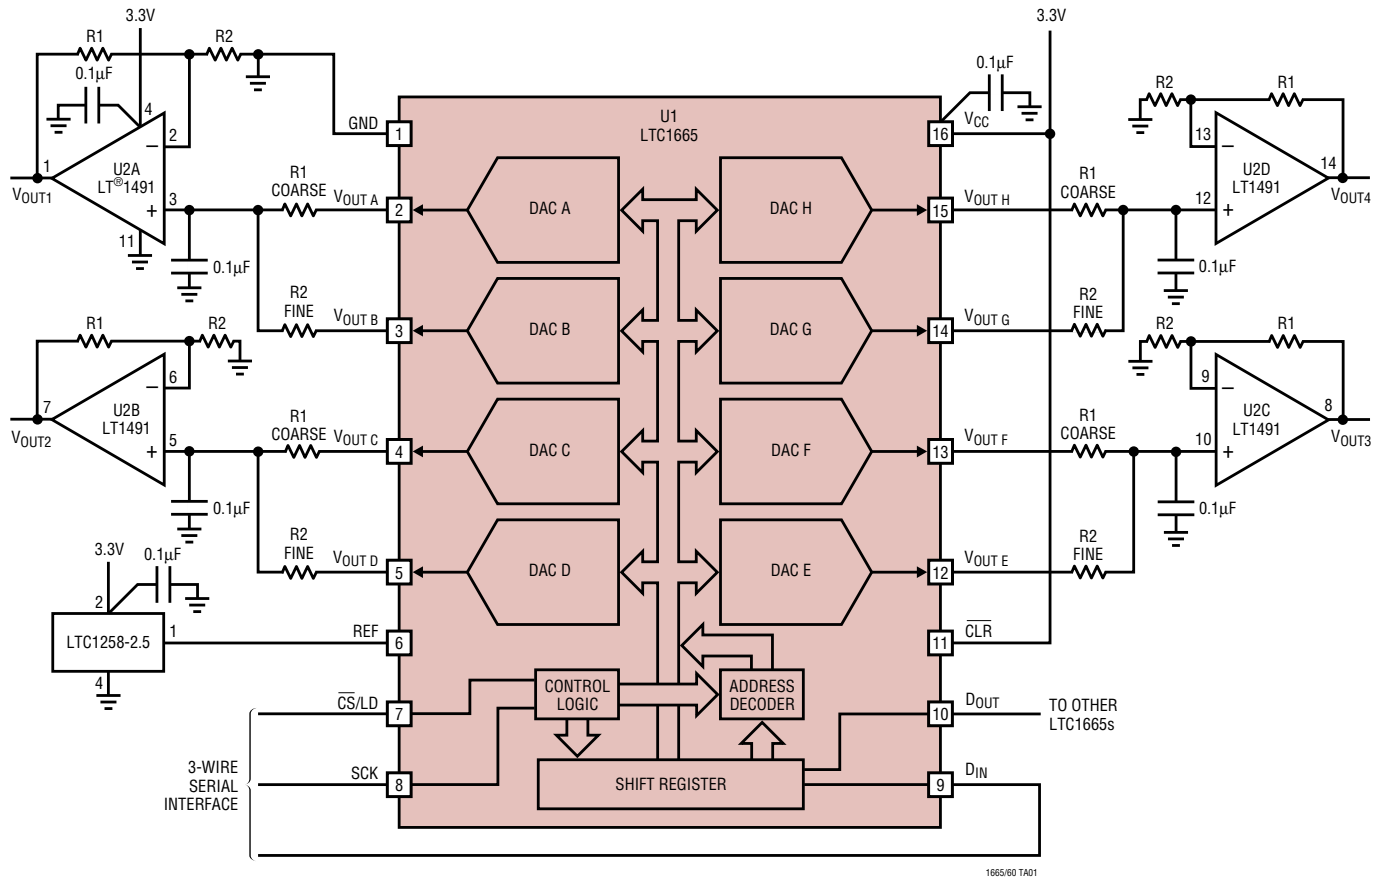 3.3V
R1
R2
0.1µF
4
2
−
U2A
LT®1491
1
VOUT1
3
+
11
0.1µF
R1
COARSE
VOUT A
R2
FINE
VOUT B
GND
1
2
3
R1
R2
6
−
7
U2B
LT1491
VOUT2
5
+
0.1µF
R1
COARSE
VOUT C
4
R2
FINE
VOUT D
5
3.3V
0.1µF
2
LTC1258-2.5
1
4
REF
6
3-WIRE
SERIAL
INTERFACE
CS/LD
7
SCK
8
U1
LTC1665
DAC A
DAC H
DAC B
DAC G
DAC C
DAC F
DAC D
DAC E
CONTROL
LOGIC
ADDRESS
DECODER
SHIFT REGISTER
3.3V
0.1µF
16
VCC
15
VOUT H
R1
COARSE
14
VOUT G
R2
FINE
R2
R1
13
−
U2D
LT1491
14
VOUT4
12
+
0.1µF
13
VOUT F
R1
COARSE
12
VOUT E
R2
FINE
R2
R1
9
−
U2C
LT1491
8
VOUT3
10
+
0.1µF
11
CLR
10
DOUT
TO OTHER
LTC1665s
9
DIN
1665/60 TA01